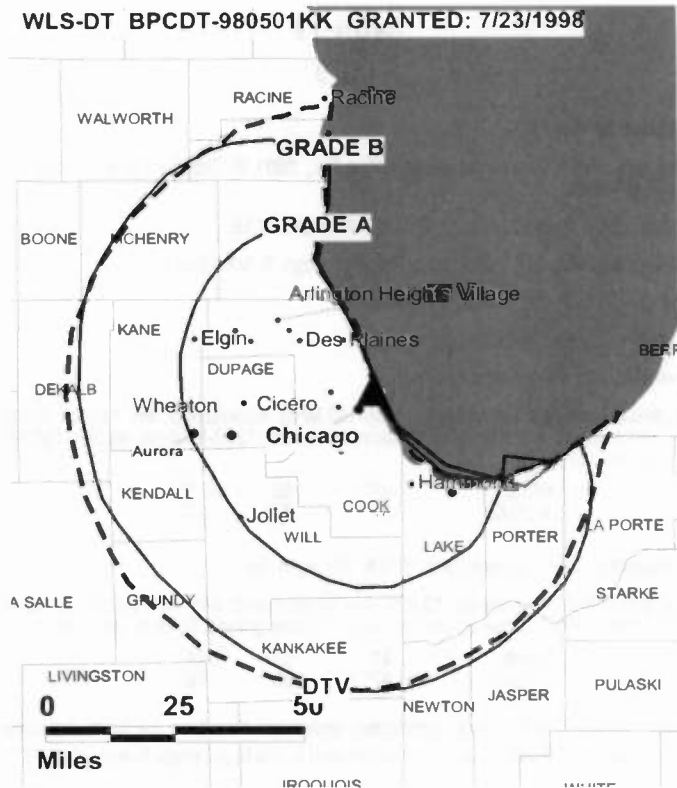 WLS-DT BPCDT-980501KK GRANTED: 7/23/1998
RACINE
Racine
WALWORTH
GRADE B
GRADE A
BOONE
MCHENRY
Arlington Heights Village
KANE
Elgin
Des Plaines
DUPAGE
DEKALB
Wheaton
Cicero
Chicago
Aurora
Hammond
KENDALL
COOK
Joliet
WILL
LAKE
PORTER
LA PORTE
STARKE
A SALLE
GRUNDY
KANKAKEE
LIVINGSTON
DTV
PULASKI
JASPER
NEWTON
0 25 50
Miles
IROQUOIS
WHITE